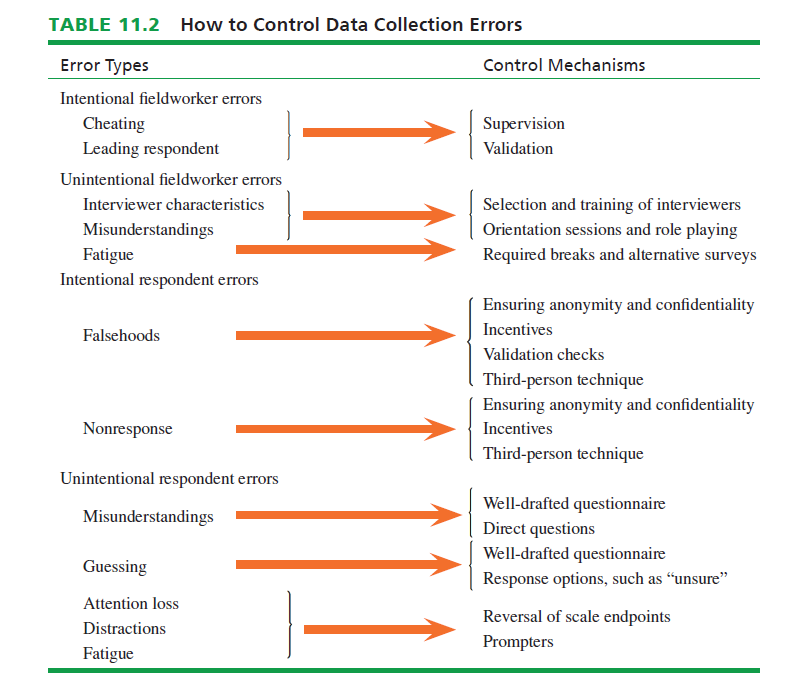 TABLE 11.2 How to Control Data Collection Errors
Error Types Control Mechanisms
Intentional fieldworker errors
Cheating Supervision
Leading respondent Validation
Unintentional fieldworker errors
Interviewer characteristics Selection and training of interviewers
Misunderstandings Orientation sessions and role playing
Fatigue Required breaks and alternative surveys
Intentional respondent errors
Ensuring anonymity and confidentiality
Falsehoods Incentives
Validation checks
Third-person technique
Ensuring anonymity and confidentiality
Nonresponse Incentives
Third-person technique
Unintentional respondent errors
Well-drafted questionnaire
Misunderstandings
Direct questions
Well-drafted questionnaire
Guessing
Response options, such as “unsure”
Attention loss
Reversal of scale endpoints
Distractions
Prompters
Fatigue